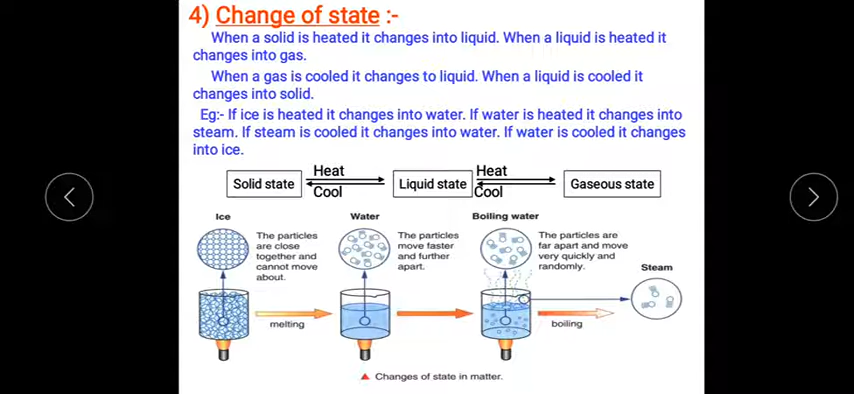 4) Change of state :-
When a solid is heated it changes into liquid. When a liquid is heated it
changes into gas.
When a gas is cooled it changes to liquid. When a liquid is cooled it
changes into solid.
Eg:- If ice is heated it changes into water. If water is heated it changes into
steam. If steam is cooled it changes into water. If water is cooled it changes
into ice.
Heat
Heat
Solid state
Liquid state
Gaseous state
Cool
Cool
Ice
Water
Boiling water
The particles
are close
together and
cannot move
about.
The particles
move faster
and further
apart.
The particles are
far apart and move
very quickly and
randomly.
Steam
melting
boiling
▲ Changes of state in matter.